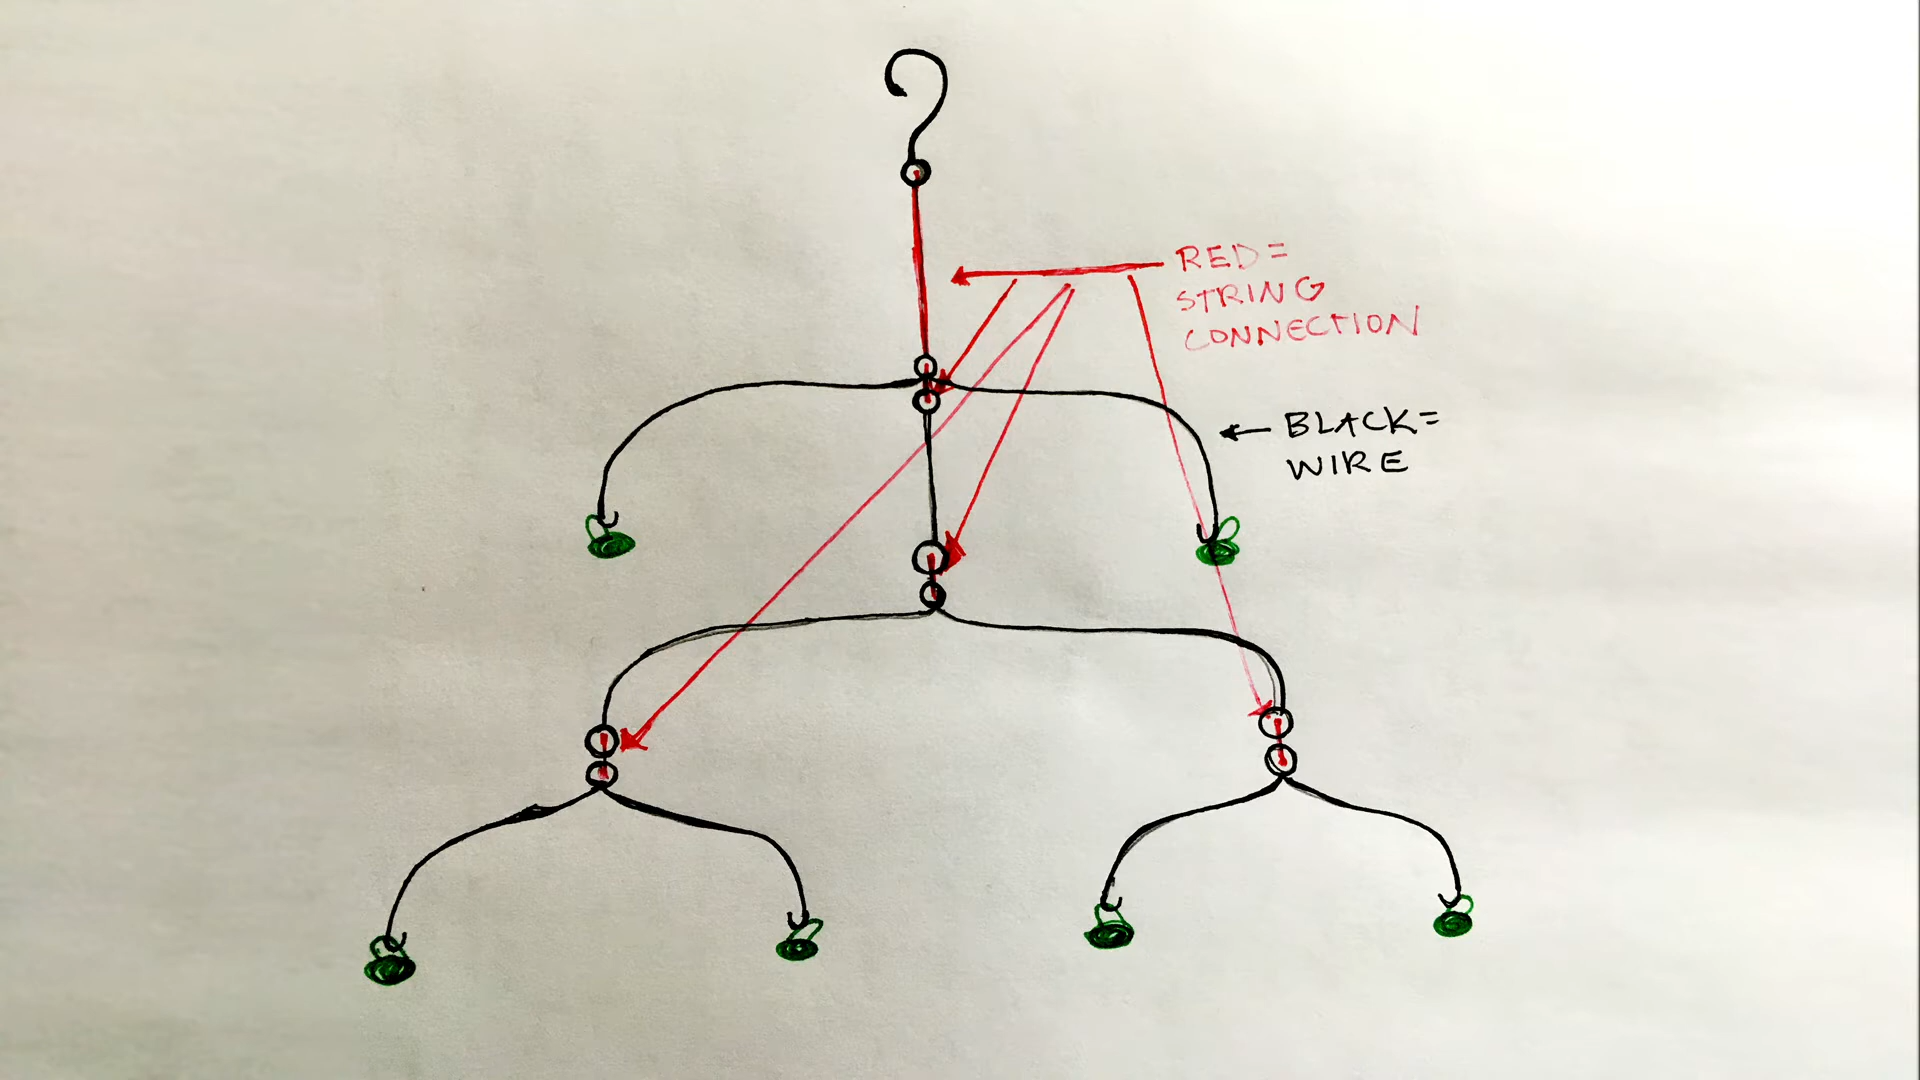 RED=
STRING
CONNECTION
BLACK=
WIRE